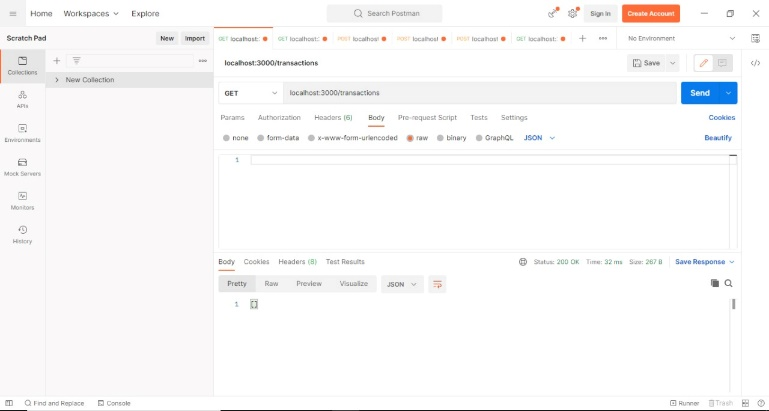 Home Workspaces Explore Search Postman Sign In Create Account
Scratch Pad New Import GET localhost: GET localhost: POST localhost POST localhost POST localhost GET localhost: No Environment
Collections
New Collection
localhost:3000/transactions Save
GET localhost:3000/transactions Send
APIs
Params Authorization Headers (6) Body Pre-request Script Tests Settings Cookies
Environments
none form-data x-www-form-urlencoded raw binary GraphQL JSON Beautify
1
Mock Servers
Monitors
History
Body Cookies Headers (8) Test Results Status: 200 OK Time: 32 ms Size: 267 B Save Response
Pretty Raw Preview Visualize JSON
1 []
Find and Replace Console Runner Trash